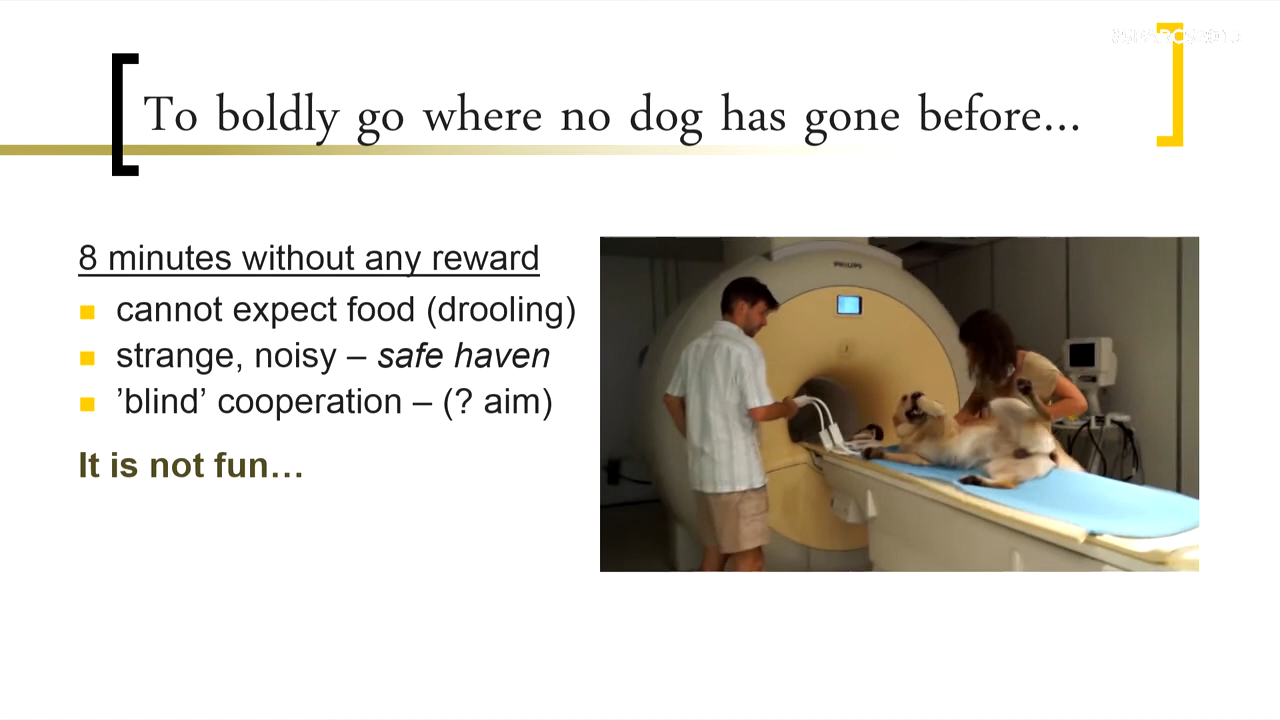 #SPARCS2013
To boldly go where no dog has gone before...
8 minutes without any reward
cannot expect food (drooling)
strange, noisy – safe haven
’blind’ cooperation – (? aim)
It is not fun…
PHILIPS